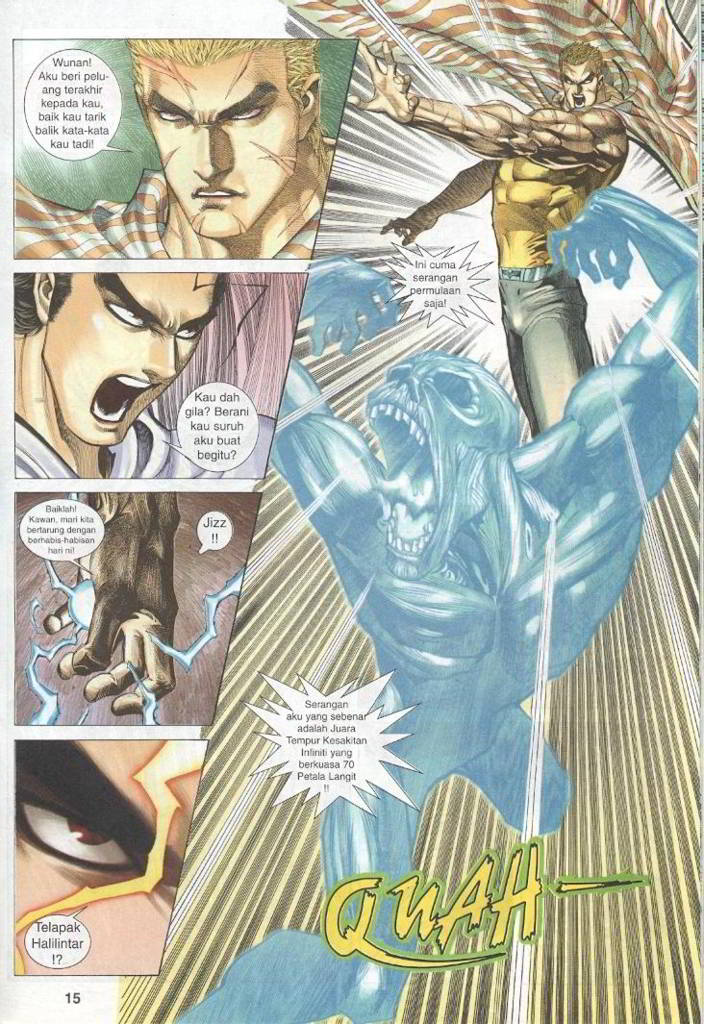 Wunan!
Aku beri pelu-
ang terakhir
kepada kau,
baik kau tarik
balik kata-kata
kau tadi!
Kau dah
gila? Berani
kau suruh
aku buat
begitu?
Baiklah!
Kawan, mari kita
bertarung dengan
berhabis-habisan
hari ni!
Jizz
!!
Telapak
Halilintar
!?
Ini cuma
serangan
permulaan
saja!
Serangan
aku yang sebenar
adalah Juara
Tempur Kesakitan
Infiniti yang
berkuasa 70
Petala Langit
!!
QUAH—
15